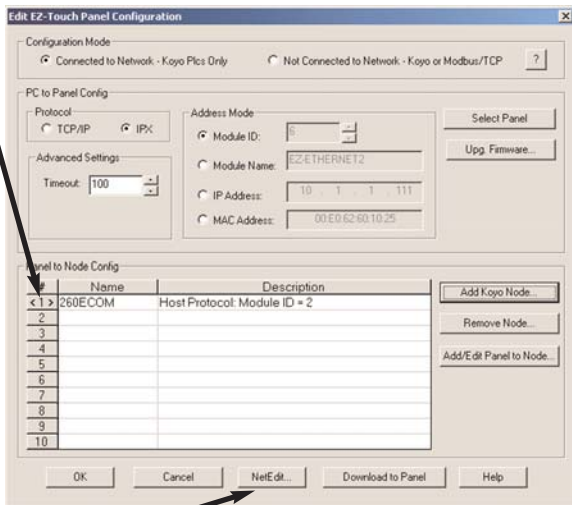 Edit EZ-Touch Panel Configuration
Configuration Mode
Connected to Network - Koyo Plcs Only
Not Connected to Network - Koyo or Modbus/TCP
?
PC to Panel Config
Protocol
TCP/IP
IPX
Advanced Settings
Timeout: 100
Address Mode
Module ID: 6
Module Name: EZ-ETHERNET2
IP Address: 10 . 1 . 1 . 111
MAC Address: 00:E0:62:60:10:25
Select Panel
Upg. Firmware...
Panel to Node Config
# Name Description
<1> 260ECOM Host Protocol: Module ID = 2
2
3
4
5
6
7
8
9
10
Add Koyo Node...
Remove Node...
Add/Edit Panel to Node...
OK Cancel NetEdit... Download to Panel Help